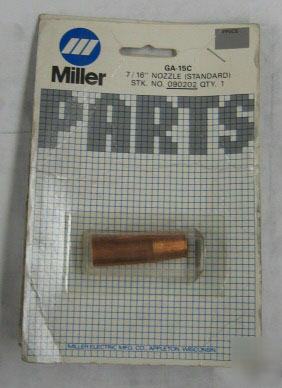 PRICE
Miller
GA-15C
7/16" NOZZLE (STANDARD)
STK. NO. 090202 QTY. 1
PARTS
MILLER ELECTRIC MFG. CO., APPLETON, WISCONSIN